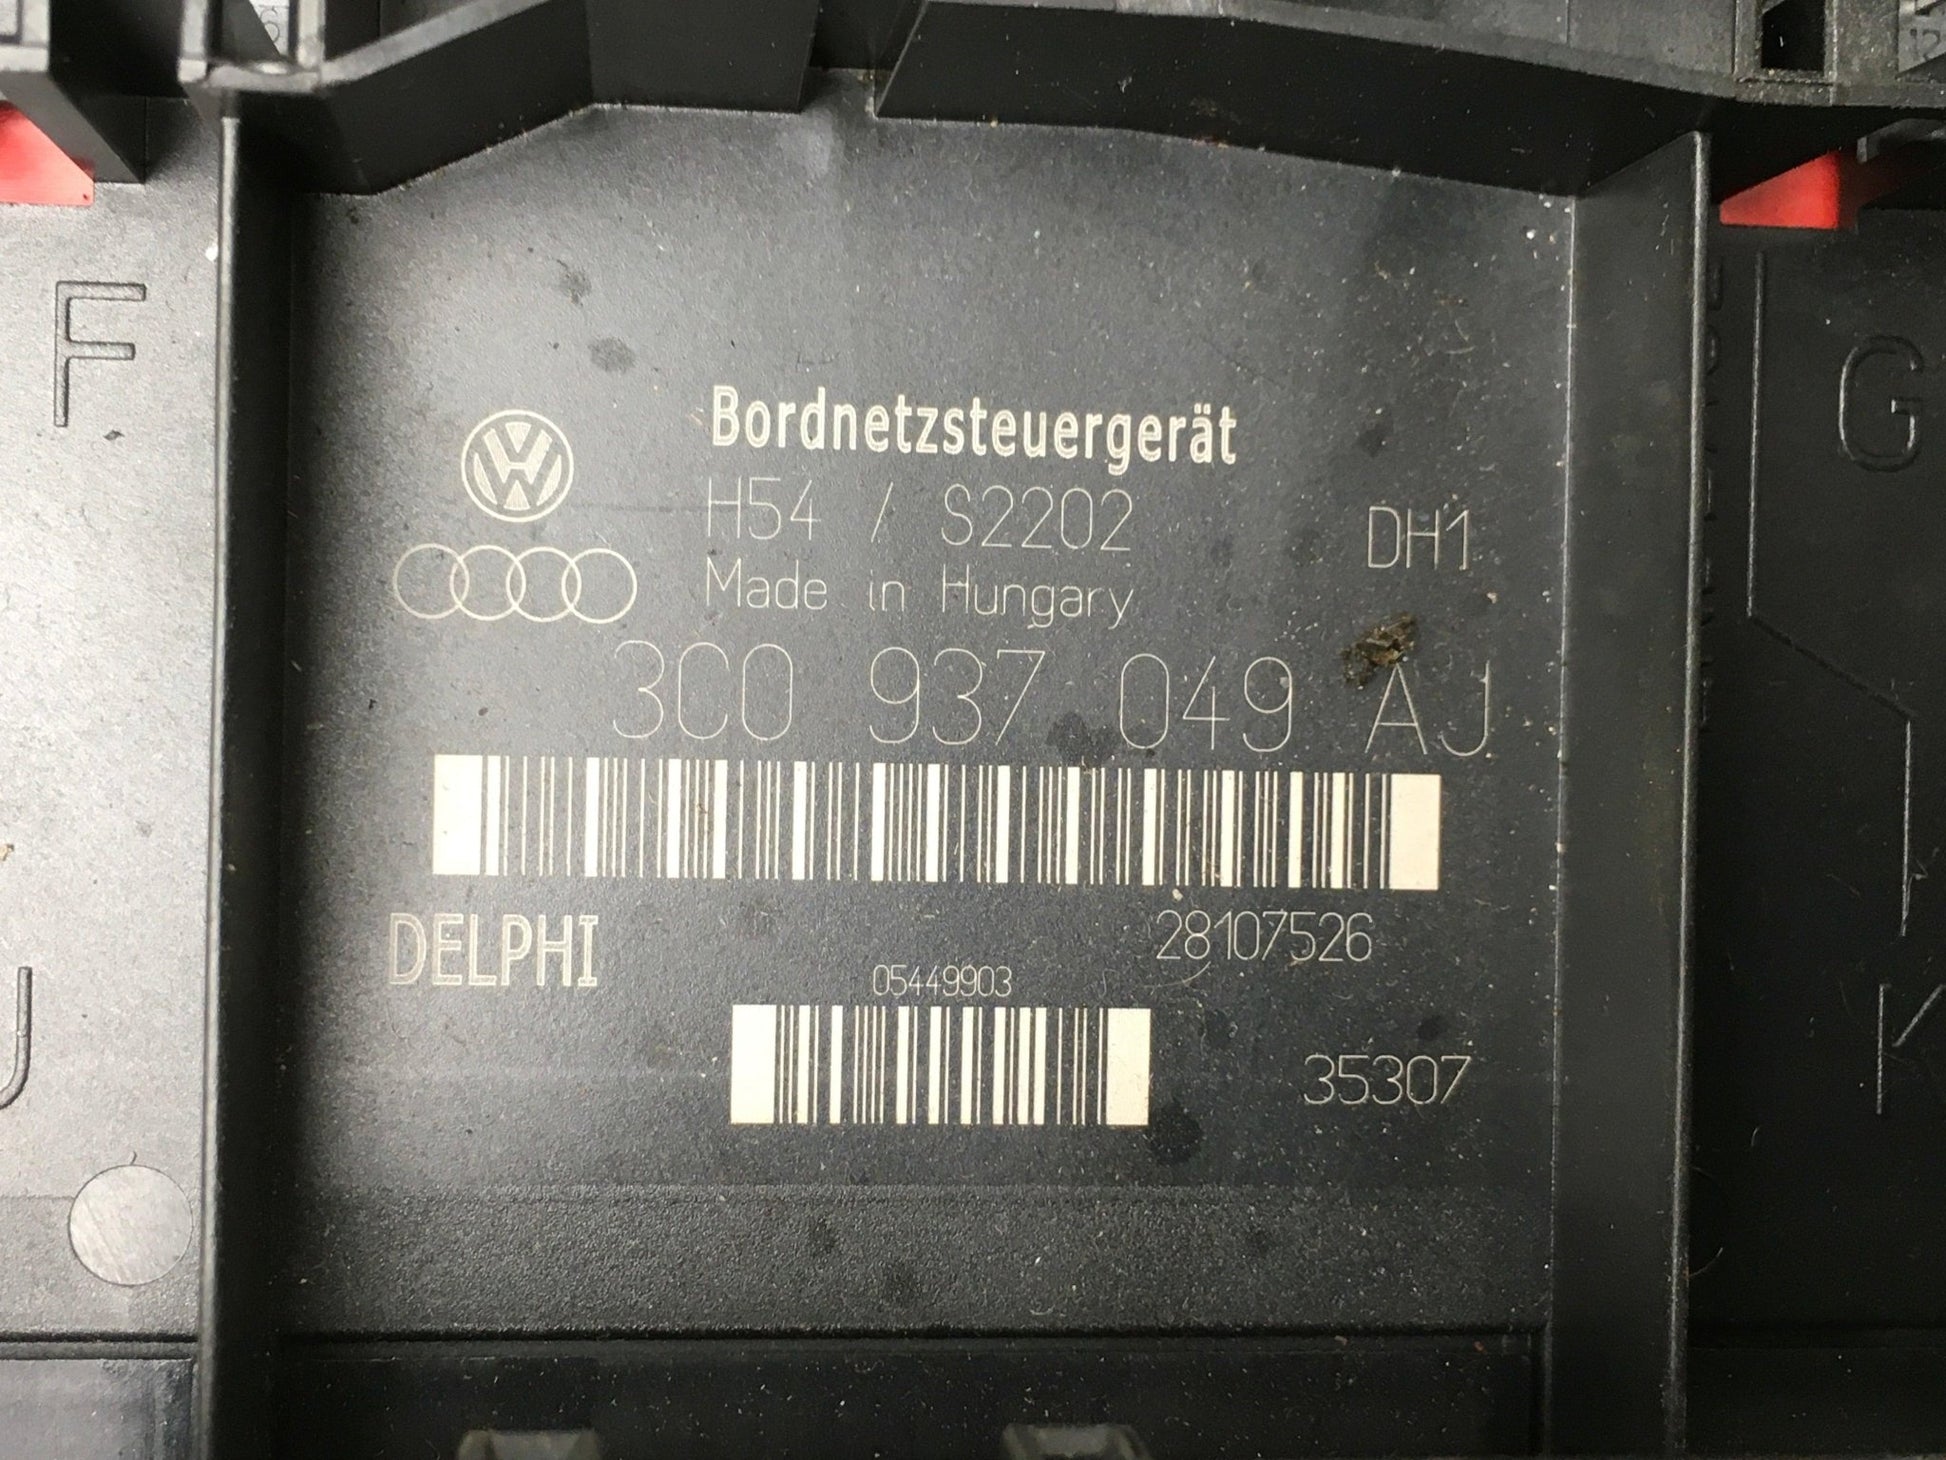 F
G
Bordnetzsteuergerät
H54 / S2202 DH1
Made in Hungary
3C0 937 049 AJ
DELPHI 28107526
05449903
35307
J
K